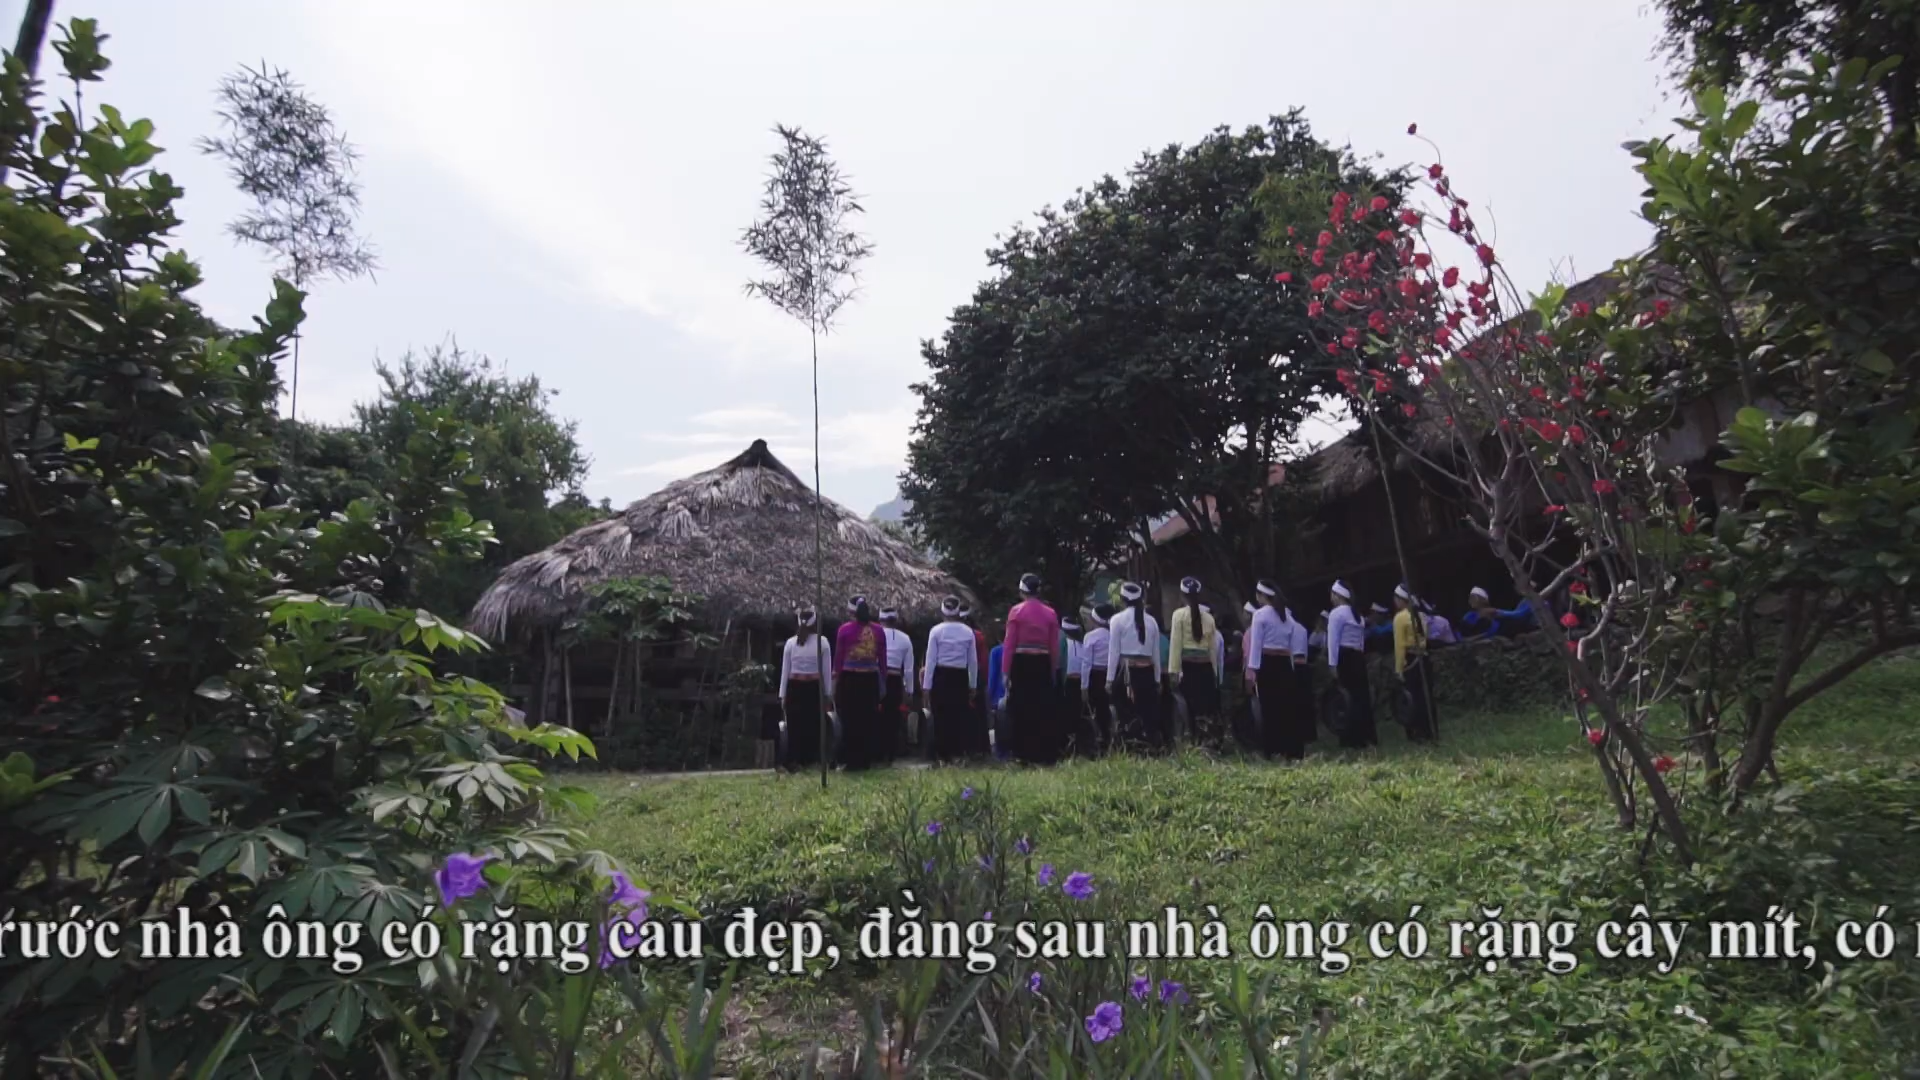 rước nhà ông có rặng cau đẹp, đằng sau nhà ông có rặng cây mít, có